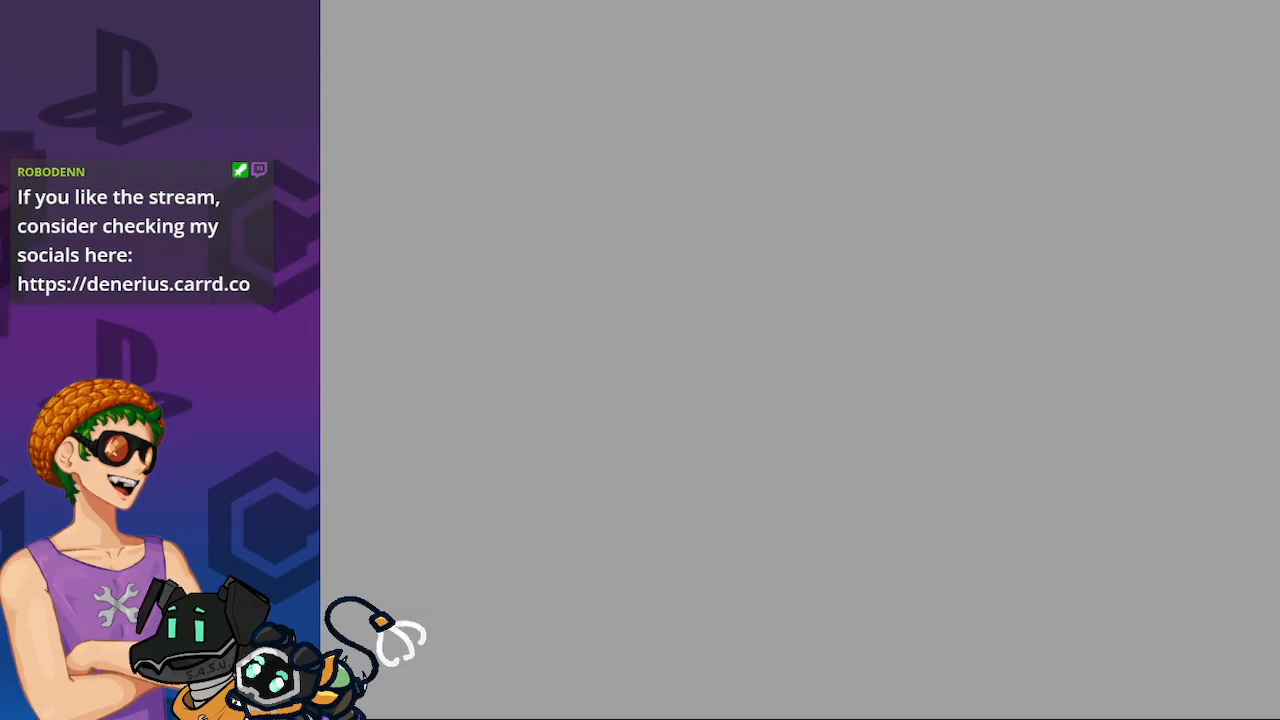 ROBODENN
If you like the stream,
consider checking my
socials here:
https://denerius.carrd.co
S.A.S.U